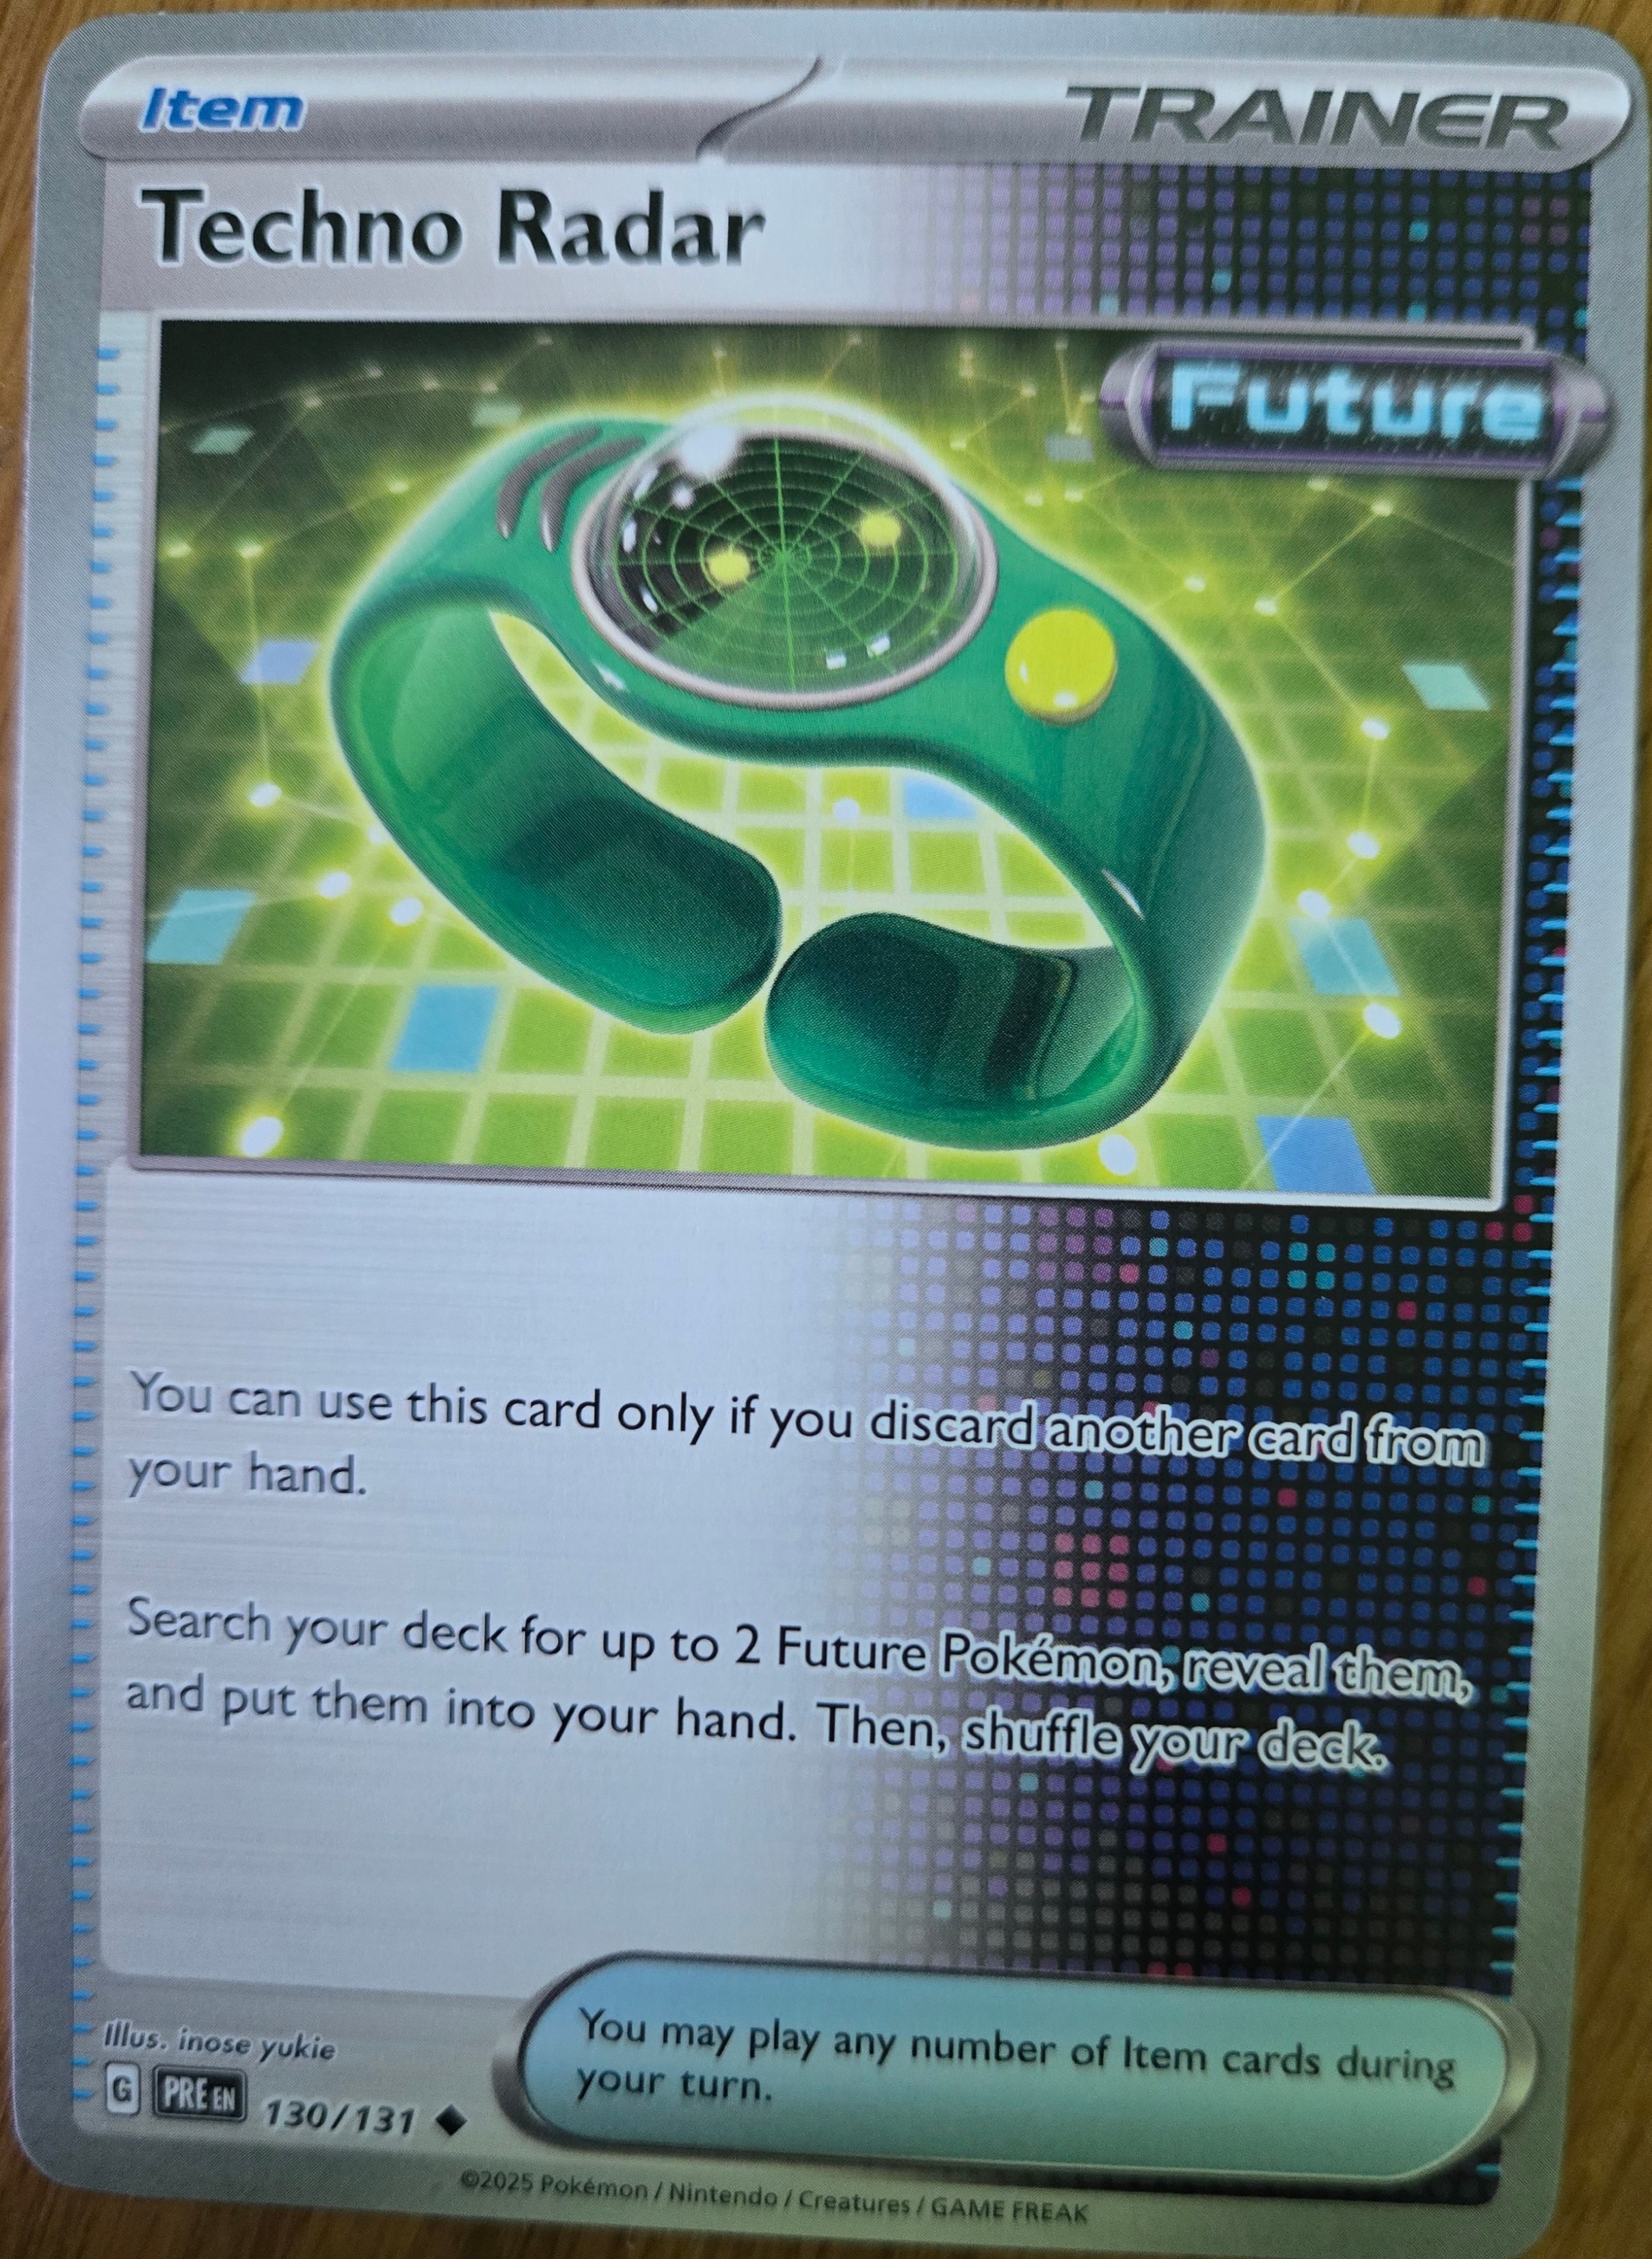 Item
TRAINER
Techno Radar
Future
You can use this card only if you discard another card from
your hand.
Search your deck for up to 2 Future Pokémon, reveal them,
and put them into your hand. Then, shuffle your deck.
Illus. inose yukie
G PRE EN 130/131
You may play any number of Item cards during
your turn.
©2025 Pokémon / Nintendo / Creatures / GAME FREAK